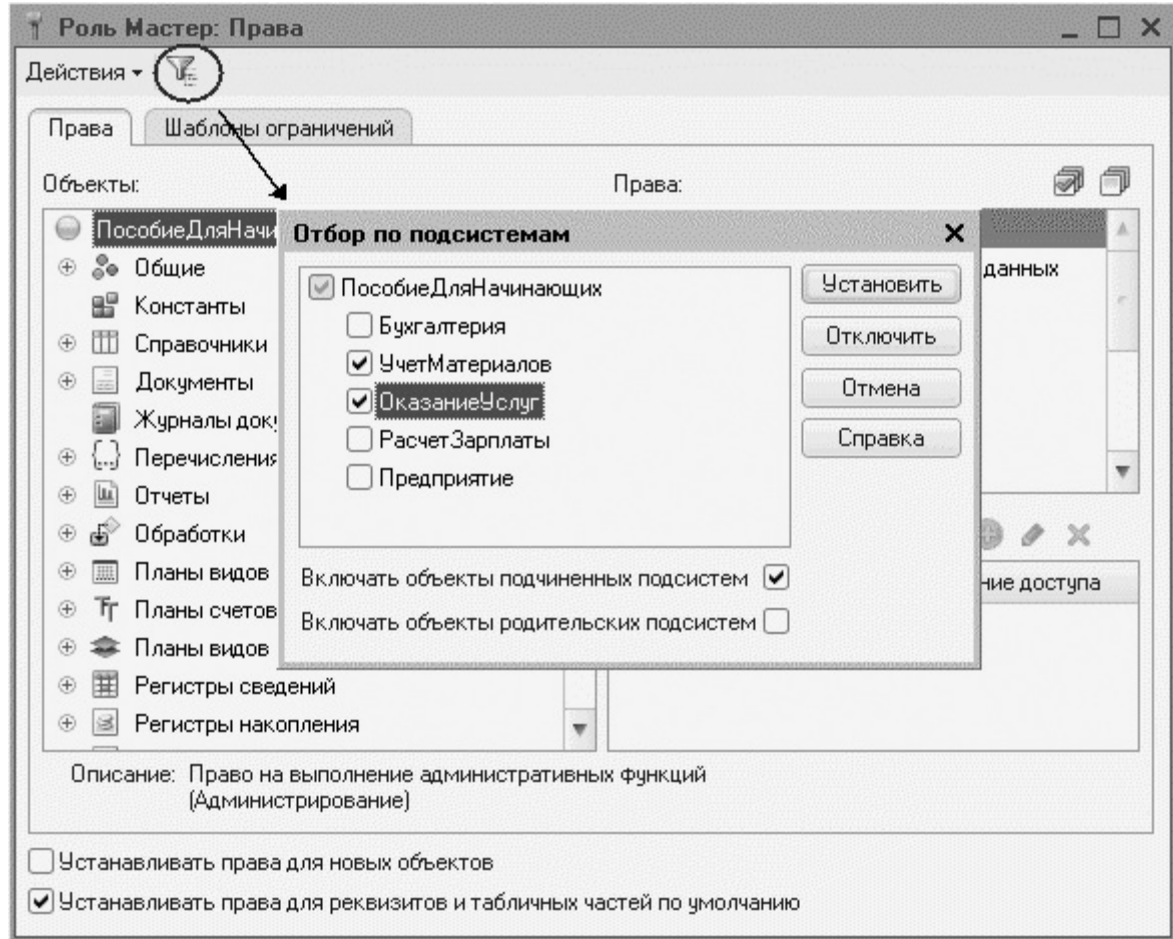 Роль Мастер: Права
Действия
Права
Шаблоны ограничений
Объекты:
Права:
ПособиеДляНачи
Общие
Константы
Справочники
Документы
Журналы док
Перечисления
Отчеты
Обработки
Планы видов
Планы счетов
Планы видов
Регистры сведений
Регистры накопления
данных
ние доступа
Отбор по подсистемам
ПособиеДляНачинающих
Бухгалтерия
УчетМатериалов
ОказаниеУслуг
РасчетЗарплаты
Предприятие
Установить
Отключить
Отмена
Справка
Включать объекты подчиненных подсистем
Включать объекты родительских подсистем
Описание: Право на выполнение административных функций
(Администрирование)
Устанавливать права для новых объектов
Устанавливать права для реквизитов и табличных частей по умолчанию